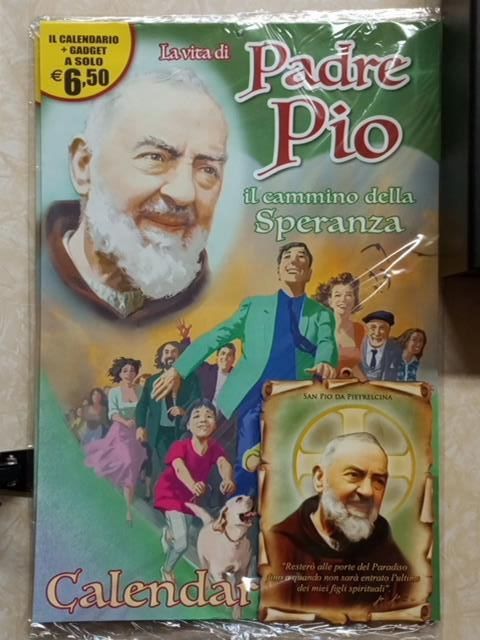 IL CALENDARIO
+ GADGET
A SOLO
€6,50
La vita di
Padre
Pio
il cammino della
Speranza
SAN PIO DA PIETRELCINA
"Resterò alle porte del Paradiso
fino a quando non sarà entrato l'ultimo
dei miei figli spirituali".
Calendar